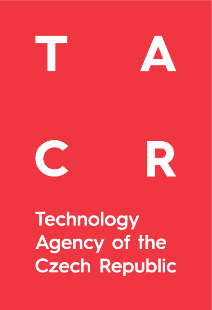 T A
C R
Technology
Agency of the
Czech Republic